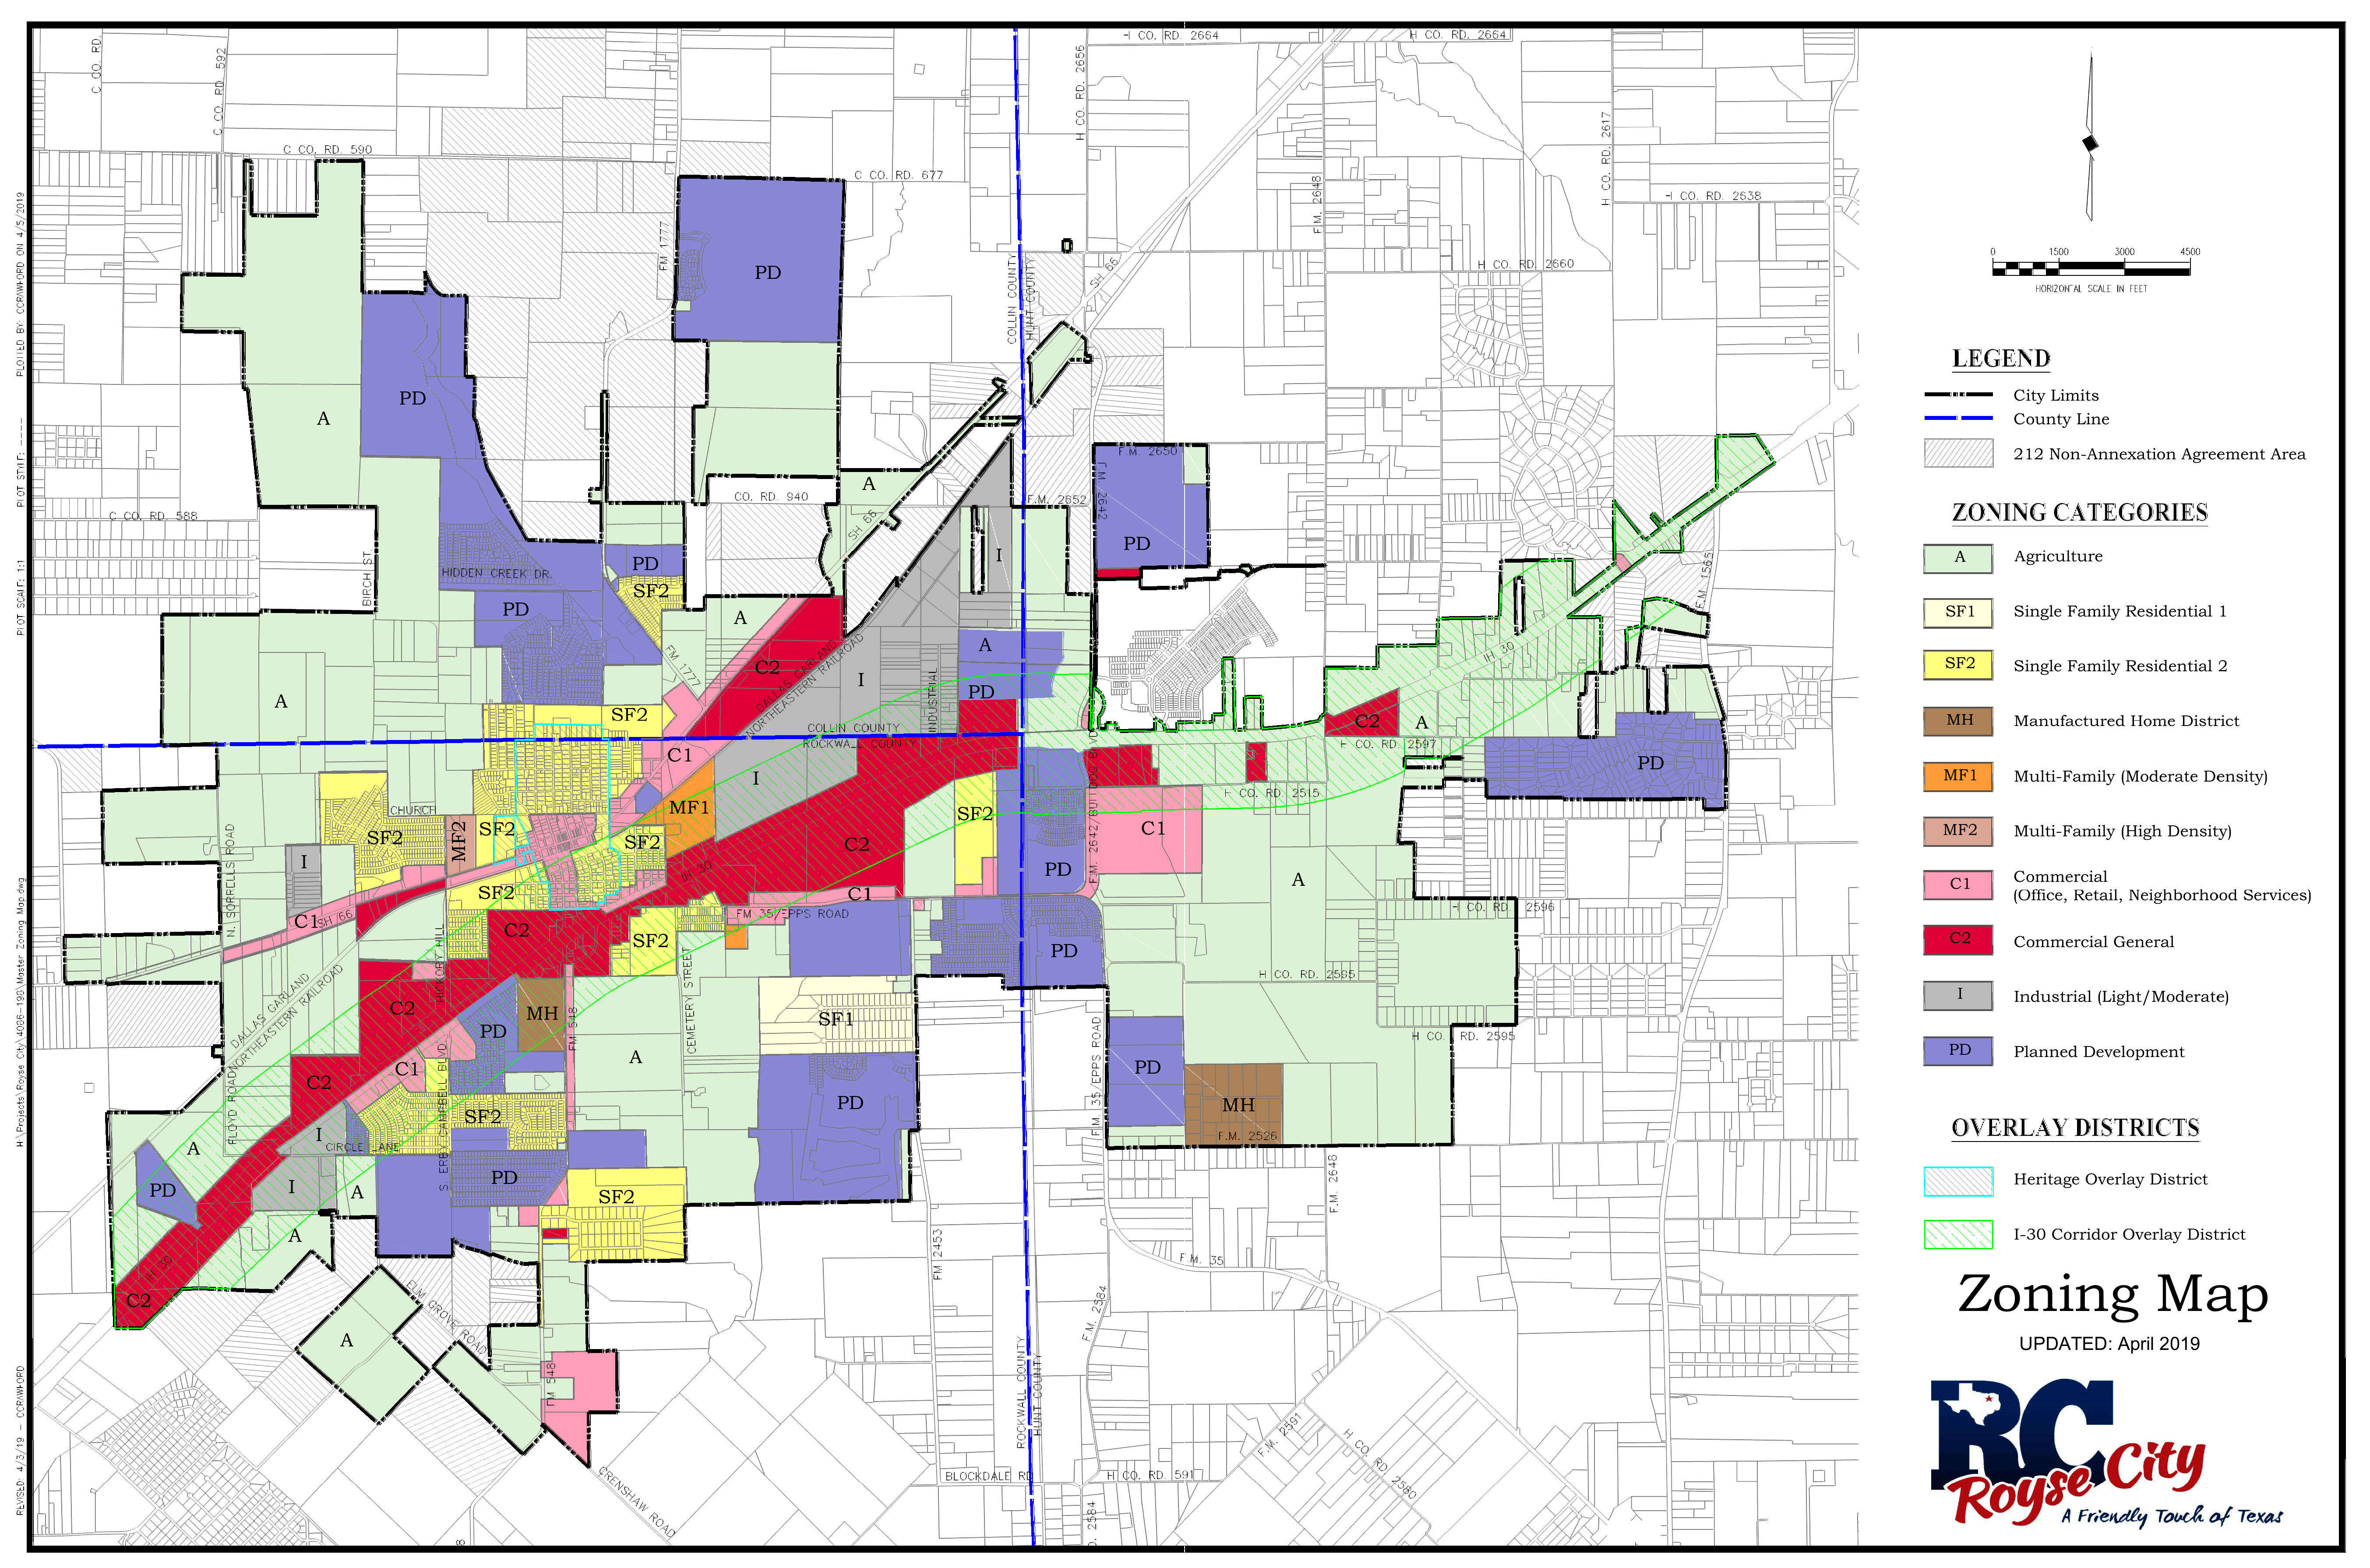 C CO. RD.
C CO. RD. 592
H CO. RD. 2656
H CO. RD. 2664
H CO. RD. 2664
H CO. RD. 2617
C CO. RD. 590
C CO. RD. 677
H CO. RD. 2638
F.M. 2648
FM 1777
PD
COLLIN COUNTY
HUNT COUNTY
SH 66
H CO. RD. 2660
PD
A
F.M. 2650
F.M. 2642
CO. RD. 940
A
F.M. 2652
C CO. RD. 588
SH 66
PD
I
BIRCH ST.
HIDDEN CREEK DR.
PD
SF2
PD
A
F.M. 1565
FM 1777
C2
DALLAS GARLAND
NORTHEASTERN RAILROAD
I
INDUSTRIAL
A
PD
IH 30
A
SF2
C2
A
COLLIN COUNTY
ROCKWALL COUNTY
H CO. RD. 2597
C1
I
PD
H CO. RD. 2515
CHURCH
MF1
SF2
F.M. 2642/
C1
SF2
MF2
SF2
SF2
C2
I
N. SORRELLS ROAD
IH 30
PD
A
SF2
C1
C1
SH 66
FM 35/EPPS ROAD
H CO. RD. 2596
C2
SF2
PD
HICKORY HILL
CEMETERY STREET
H CO. RD. 2585
DALLAS GARLAND
NORTHEASTERN RAILROAD
C2
MH
PD
FM 548
SF1
A
F.M. 35/EPPS ROAD
H CO. RD. 2595
C1
C2
PD
FLOYD ROAD
S. ERBY CAMPBELL BLVD.
SF2
PD
MH
F.M. 2526
I
CIRCLE LANE
A
PD
I
A
PD
SF2
F.M. 2648
A
FM 2453
F.M. 35
IH 30
C2
ELM GROVE ROAD
F.M. 2584
A
FM 548
ROCKWALL COUNTY
HUNT COUNTY
F.M. 2591
H CO. RD. 2580
CRENSHAW ROAD
BLOCKDALE RD
H CO. RD. 591
2584
PLOTTED BY: CCRAWFORD ON 4/5/2019
PLOT STYLE: ----
PLOT SCALE: 1:1
H:\Projects\Royse City\4086-198\Master Zoning Map.dwg
REVISED: 4/3/19 - CCRAWFORD
0 1500 3000 4500
HORIZONTAL SCALE IN FEET
LEGEND
City Limits
County Line
212 Non-Annexation Agreement Area
ZONING CATEGORIES
A Agriculture
SF1 Single Family Residential 1
SF2 Single Family Residential 2
MH Manufactured Home District
MF1 Multi-Family (Moderate Density)
MF2 Multi-Family (High Density)
C1 Commercial
(Office, Retail, Neighborhood Services)
C2 Commercial General
I Industrial (Light/Moderate)
PD Planned Development
OVERLAY DISTRICTS
Heritage Overlay District
I-30 Corridor Overlay District
Zoning Map
UPDATED: April 2019
RC
Royse City
A Friendly Touch of Texas